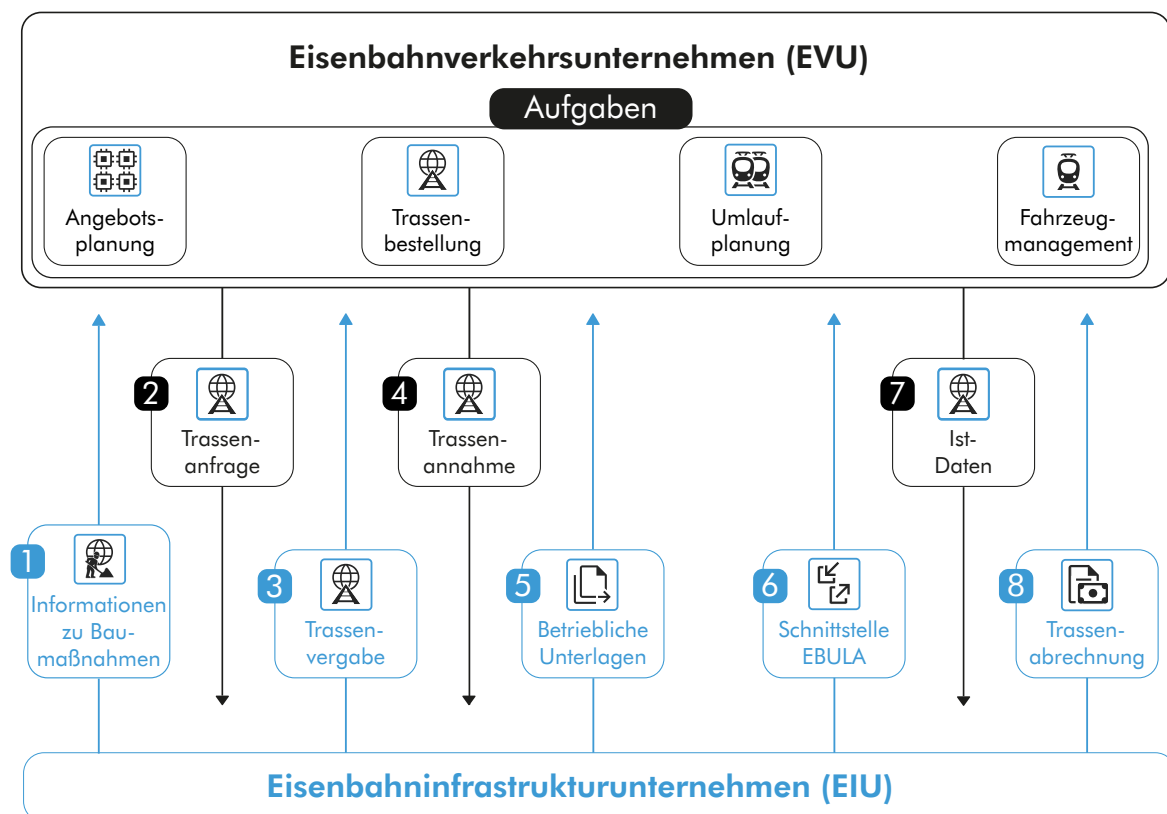 Eisenbahnverkehrsunternehmen (EVU)
Aufgaben
Angebots-
planung
Trassen-
bestellung
Umlauf-
planung
Fahrzeug-
management
2
Trassen-
anfrage
4
Trassen-
annahme
7
Ist-
Daten
1
Informationen
zu Bau-
maßnahmen
3
Trassen-
vergabe
5
Betriebliche
Unterlagen
6
Schnittstelle
EBULA
8
Trassen-
abrechnung
Eisenbahninfrastrukturunternehmen (EIU)